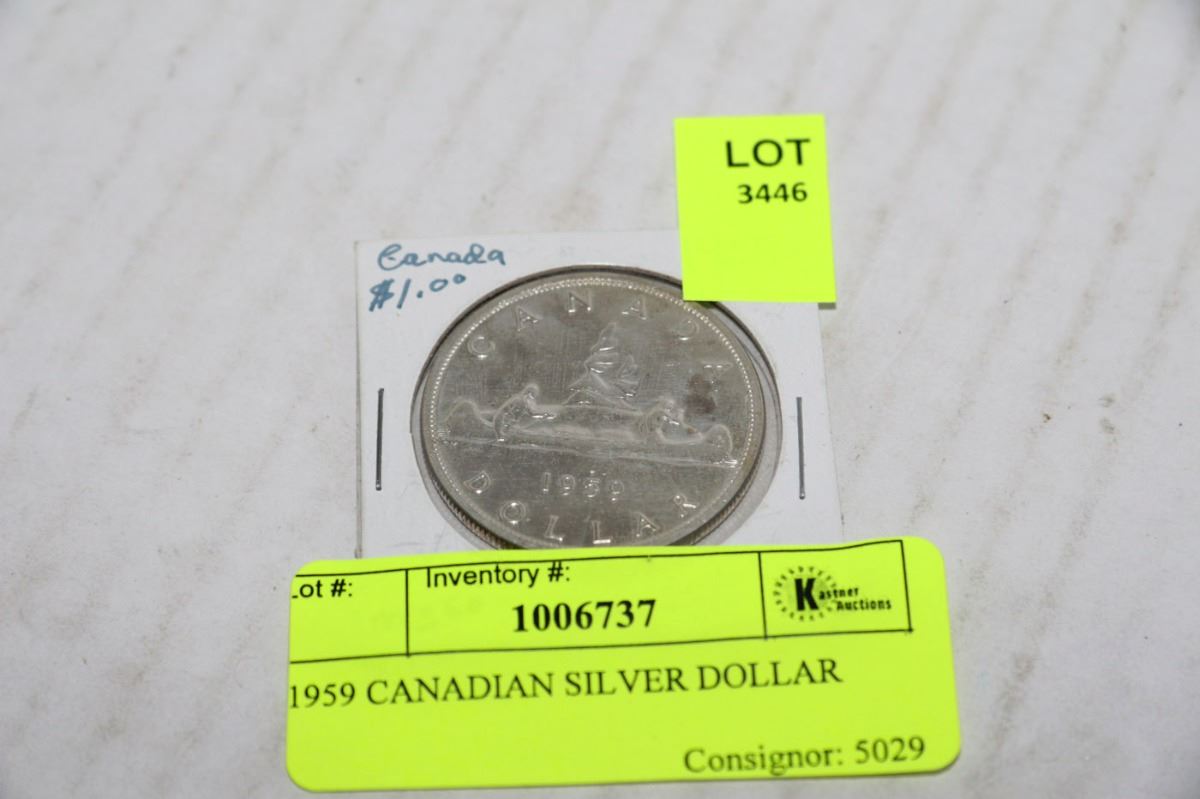 LOT
3446
Canada
$1.00
CANADA
1959
DOLLAR
Lot #:
Inventory #:
1006737
Kastner
Auctions
1959 CANADIAN SILVER DOLLAR
Consignor: 5029